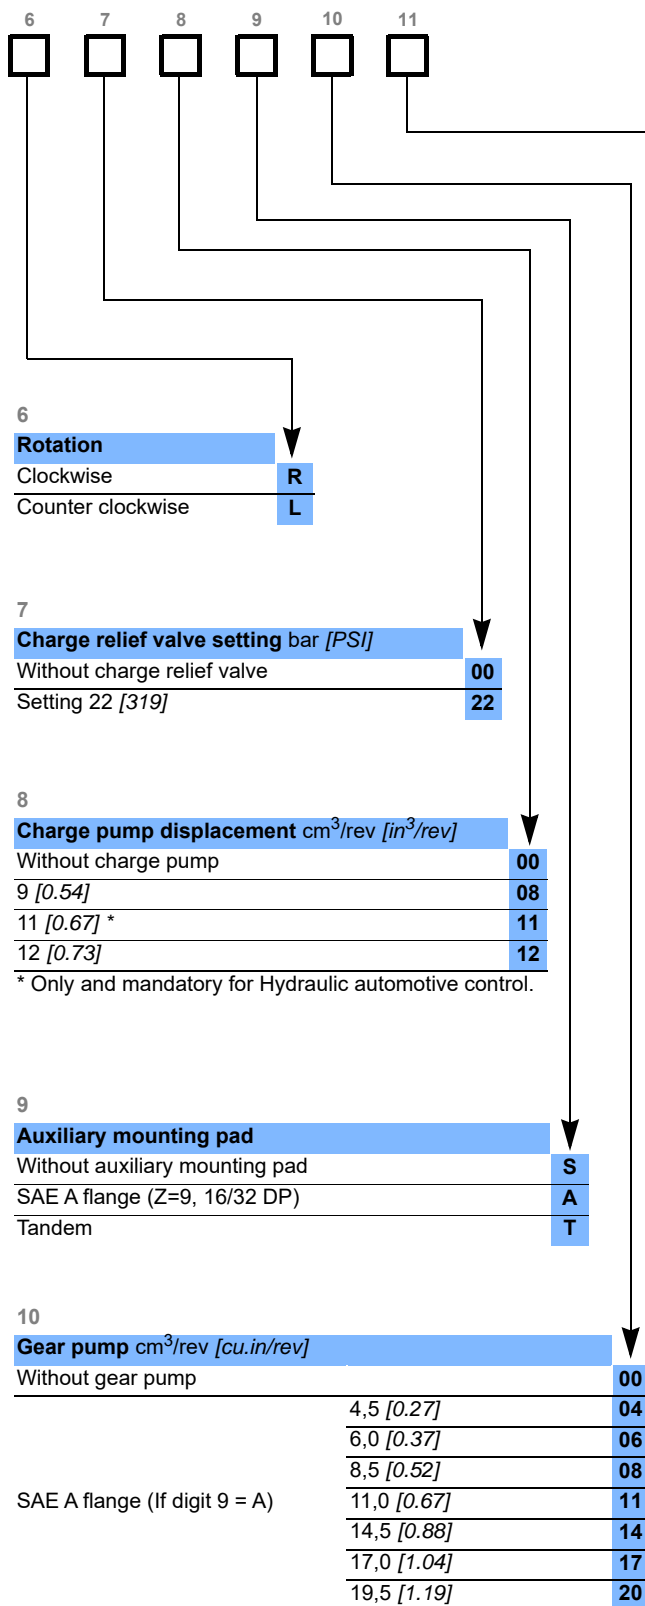 6 7 8 9 10 11
6
Rotation
Clockwise R
Counter clockwise L
7
Charge relief valve setting bar [PSI]
Without charge relief valve 00
Setting 22 [319] 22
8
Charge pump displacement cm³/rev [in³/rev]
Without charge pump 00
9 [0.54] 08
11 [0.67] * 11
12 [0.73] 12
* Only and mandatory for Hydraulic automotive control.
9
Auxiliary mounting pad
Without auxiliary mounting pad S
SAE A flange (Z=9, 16/32 DP) A
Tandem T
10
Gear pump cm³/rev [cu.in/rev]
Without gear pump 00
4,5 [0.27] 04
6,0 [0.37] 06
8,5 [0.52] 08
SAE A flange (If digit 9 = A) 11,0 [0.67] 11
14,5 [0.88] 14
17,0 [1.04] 17
19,5 [1.19] 20